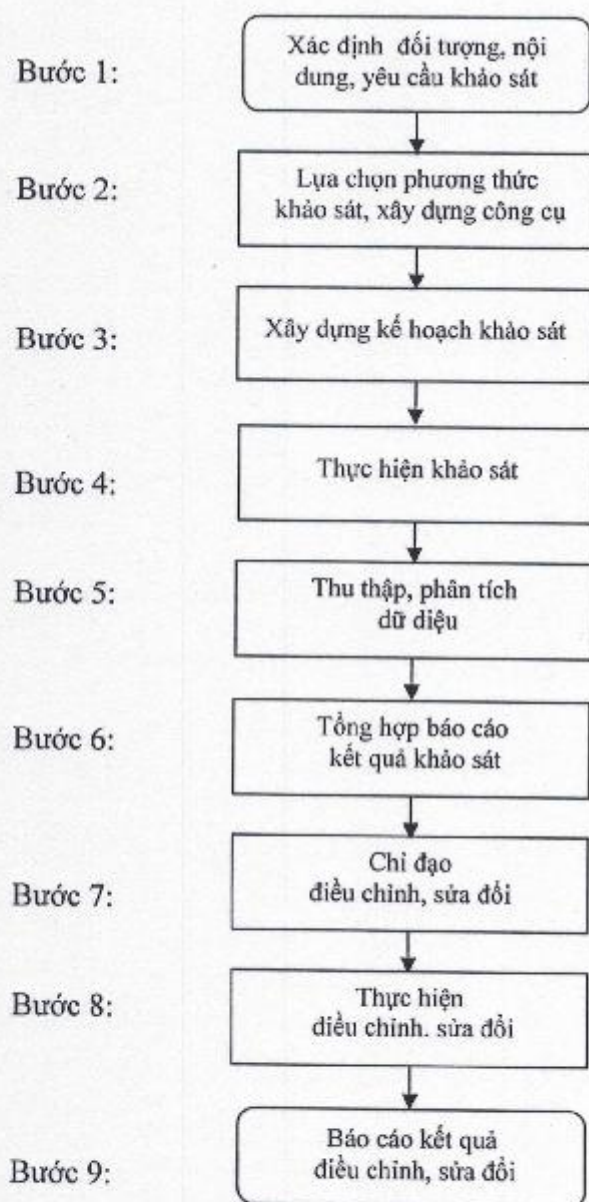 Bước 1:
Xác định đối tượng, nội
dung, yêu cầu khảo sát
Bước 2:
Lựa chọn phương thức
khảo sát, xây dựng công cụ
Bước 3:
Xây dựng kế hoạch khảo sát
Bước 4:
Thực hiện khảo sát
Bước 5:
Thu thập, phân tích
dữ diệu
Bước 6:
Tổng hợp báo cáo
kết quả khảo sát
Bước 7:
Chỉ đạo
điều chỉnh, sửa đổi
Bước 8:
Thực hiện
điều chỉnh. sửa đổi
Bước 9:
Báo cáo kết quả
điều chỉnh, sửa đổi